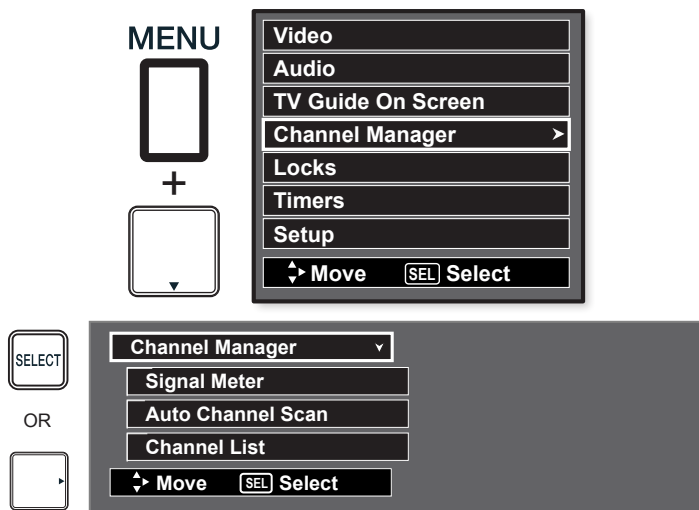 MENU
+
Video
Audio
TV Guide On Screen
Channel Manager
Locks
Timers
Setup
Move SEL Select
SELECT
OR
Channel Manager
Signal Meter
Auto Channel Scan
Channel List
Move SEL Select